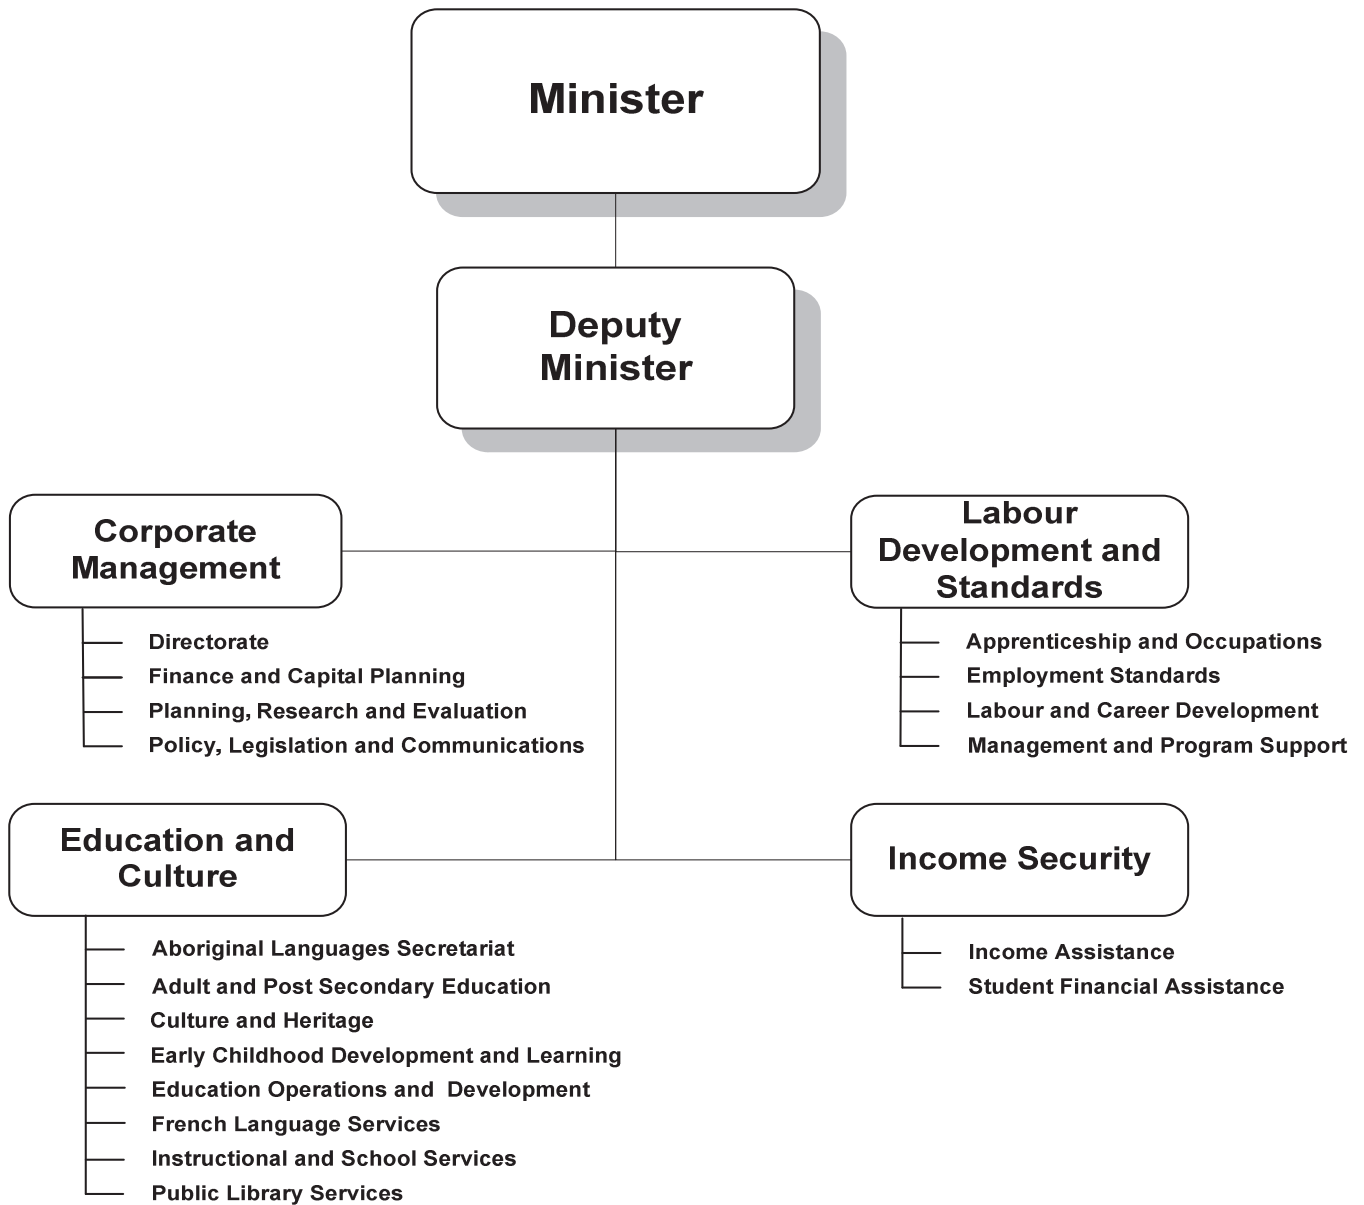 Minister
Deputy
Minister
Corporate
Management
Directorate
Finance and Capital Planning
Planning, Research and Evaluation
Policy, Legislation and Communications
Labour
Development and
Standards
Apprenticeship and Occupations
Employment Standards
Labour and Career Development
Management and Program Support
Education and
Culture
Aboriginal Languages Secretariat
Adult and Post Secondary Education
Culture and Heritage
Early Childhood Development and Learning
Education Operations and  Development
French Language Services
Instructional and School Services
Public Library Services
Income Security
Income Assistance
Student Financial Assistance